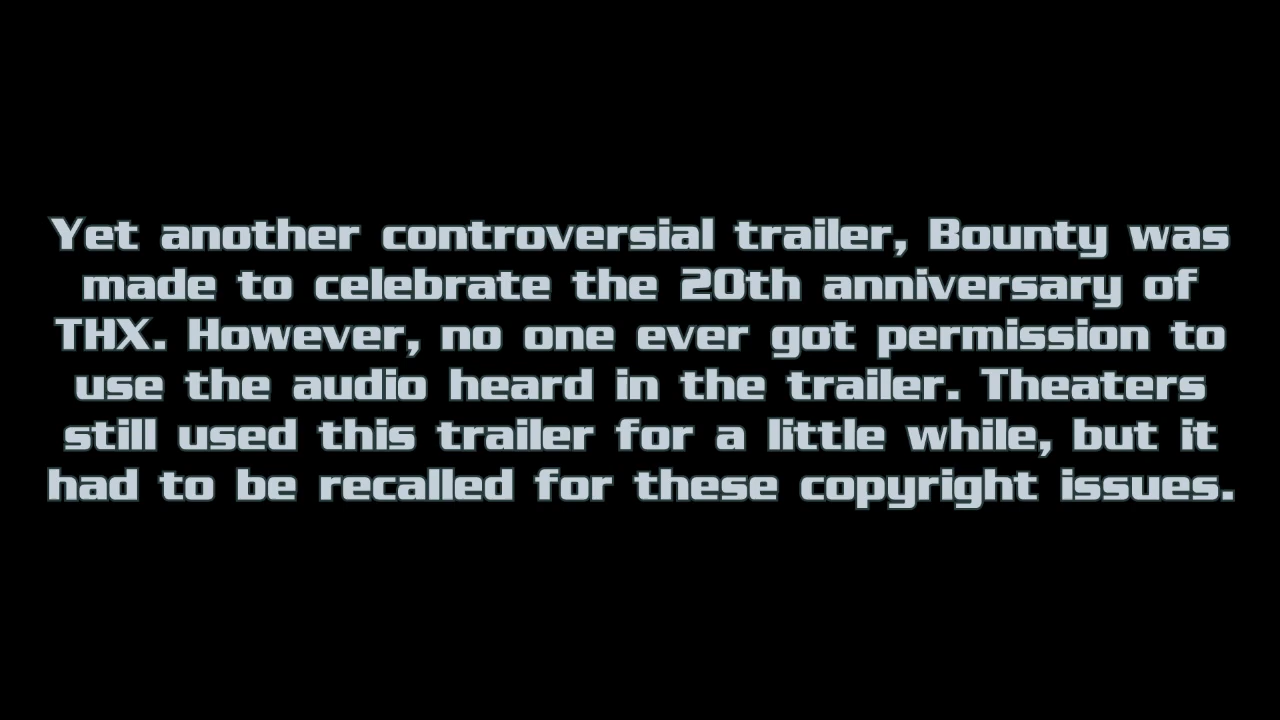 Yet another controversial trailer, Bounty was
made to celebrate the 20th anniversary of
THX. However, no one ever got permission to
use the audio heard in the trailer. Theaters
still used this trailer for a little while, but it
had to be recalled for these copyright issues.